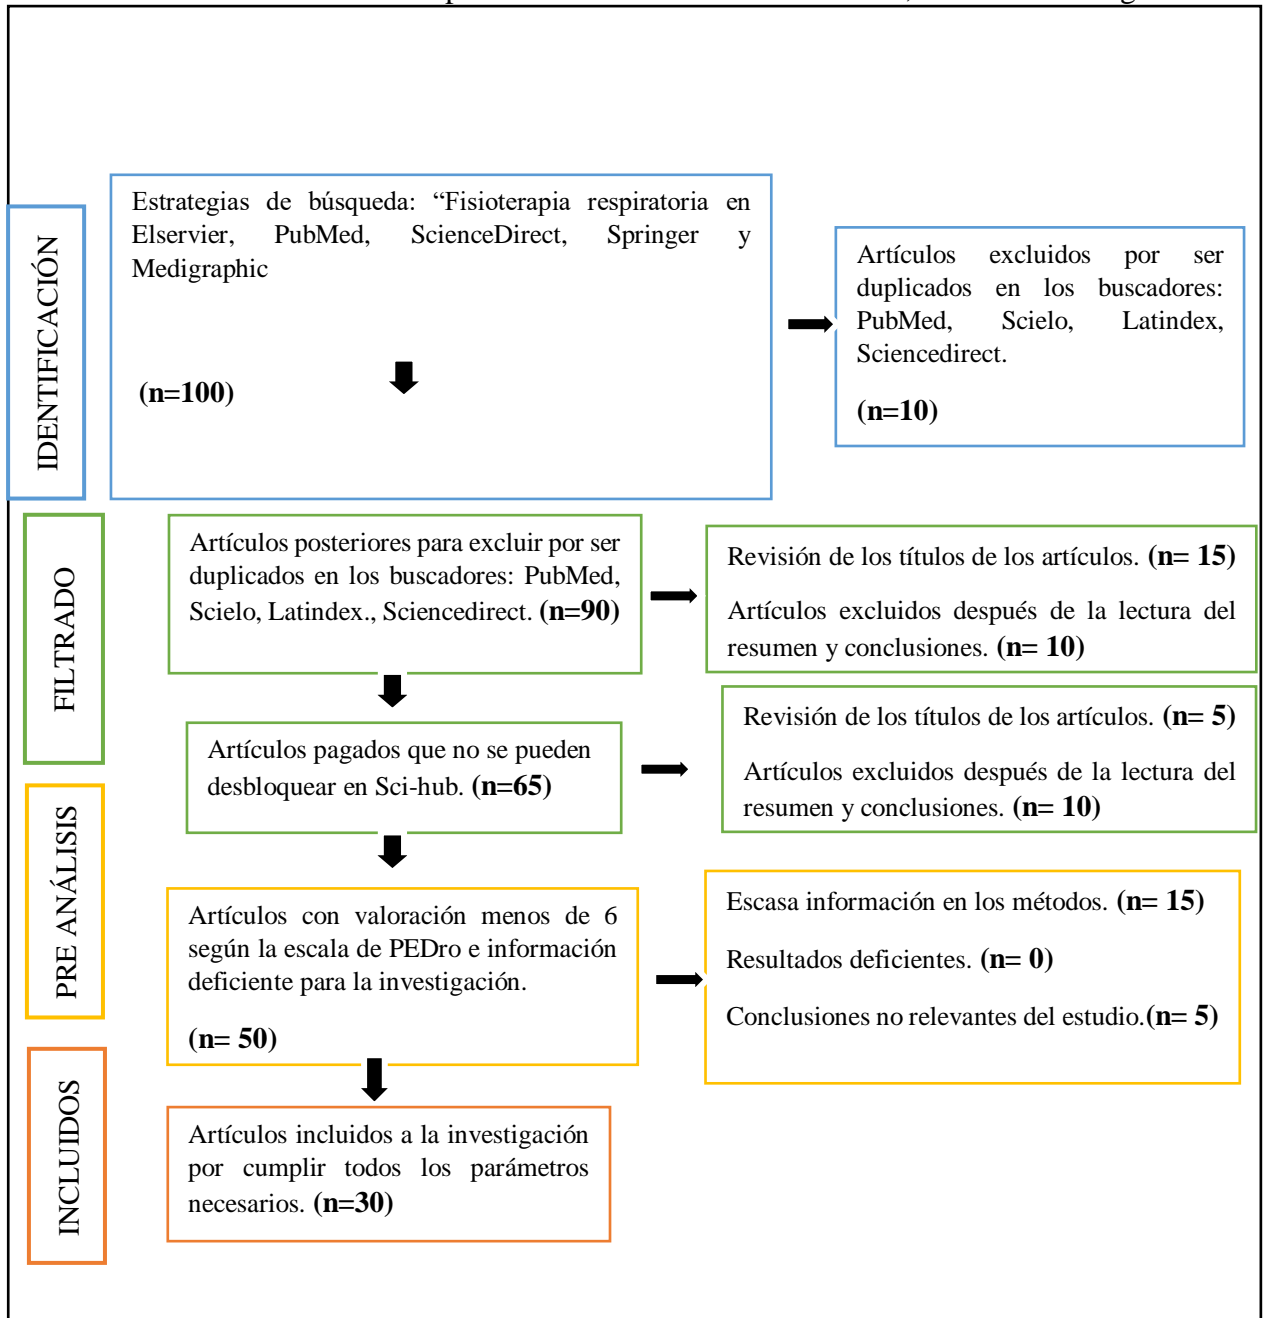 IDENTIFICACIÓN
Estrategias de búsqueda: “Fisioterapia respiratoria en
Elservier, PubMed, ScienceDirect, Springer y
Medigraphic
(n=100)
Artículos excluidos por ser
duplicados en los buscadores:
PubMed, Scielo, Latindex,
Sciencedirect.
(n=10)
FILTRADO
Artículos posteriores para excluir por ser
duplicados en los buscadores: PubMed,
Scielo, Latindex., Sciencedirect. (n=90)
Revisión de los títulos de los artículos. (n= 15)
Artículos excluidos después de la lectura del
resumen y conclusiones. (n= 10)
Artículos pagados que no se pueden
desbloquear en Sci-hub. (n=65)
Revisión de los títulos de los artículos. (n= 5)
Artículos excluidos después de la lectura del
resumen y conclusiones. (n= 10)
PRE ANÁLISIS
Artículos con valoración menos de 6
según la escala de PEDro e información
deficiente para la investigación.
(n= 50)
Escasa información en los métodos. (n= 15)
Resultados deficientes. (n= 0)
Conclusiones no relevantes del estudio.(n= 5)
INCLUIDOS
Artículos incluidos a la investigación
por cumplir todos los parámetros
necesarios. (n=30)